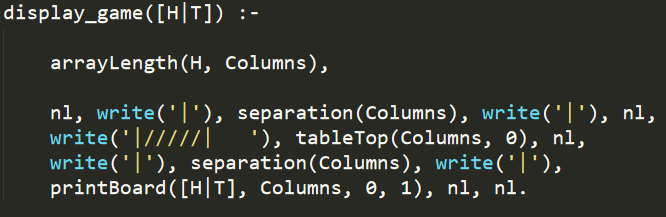 display_game([H|T]) :-
arrayLength(H, Columns),
nl, write('|'), separation(Columns), write('|'), nl,
write('|/////|   '), tableTop(Columns, 0), nl,
write('|'), separation(Columns), write('|'),
printBoard([H|T], Columns, 0, 1), nl, nl.